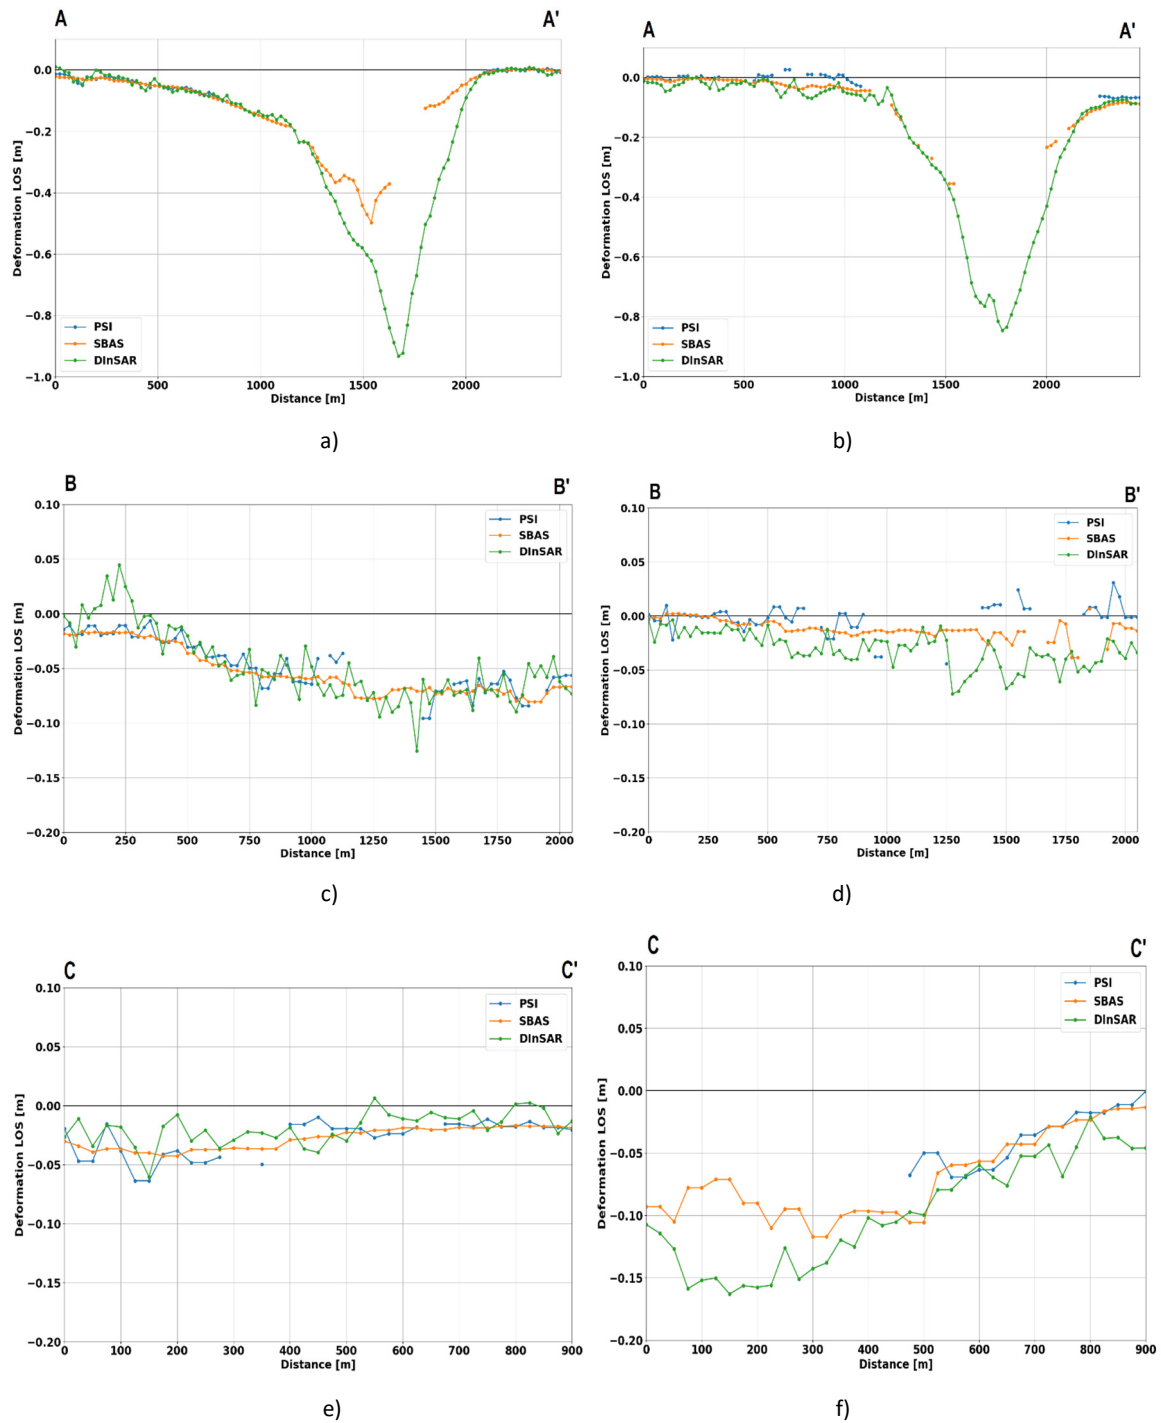 A A'
Deformation LOS [m]
0.0
−0.2
−0.4
−0.6
−0.8
−1.0
PSI
SBAS
DInSAR
0 500 1000 1500 2000
Distance [m]
a)
A A'
Deformation LOS [m]
0.0
−0.2
−0.4
−0.6
−0.8
−1.0
PSI
SBAS
DInSAR
0 500 1000 1500 2000
Distance [m]
b)
B B'
Deformation LOS [m]
0.10
0.05
0.00
−0.05
−0.10
−0.15
−0.20
PSI
SBAS
DInSAR
0 250 500 750 1000 1250 1500 1750 2000
Distance [m]
c)
B B'
Deformation LOS [m]
0.10
0.05
0.00
−0.05
−0.10
−0.15
−0.20
PSI
SBAS
DInSAR
0 250 500 750 1000 1250 1500 1750 2000
Distance [m]
d)
C C'
Deformation LOS [m]
0.10
0.05
0.00
−0.05
−0.10
−0.15
−0.20
PSI
SBAS
DInSAR
0 100 200 300 400 500 600 700 800 900
Distance [m]
e)
C C'
Deformation LOS [m]
0.10
0.05
0.00
−0.05
−0.10
−0.15
−0.20
PSI
SBAS
DInSAR
0 100 200 300 400 500 600 700 800 900
Distance [m]
f)